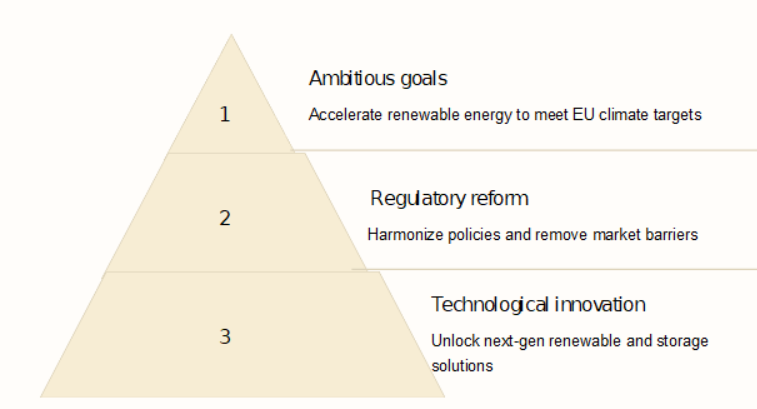 1
Ambitious goals
Accelerate renewable energy to meet EU climate targets
2
Regulatory reform
Harmonize policies and remove market barriers
3
Technological innovation
Unlock next-gen renewable and storage
solutions